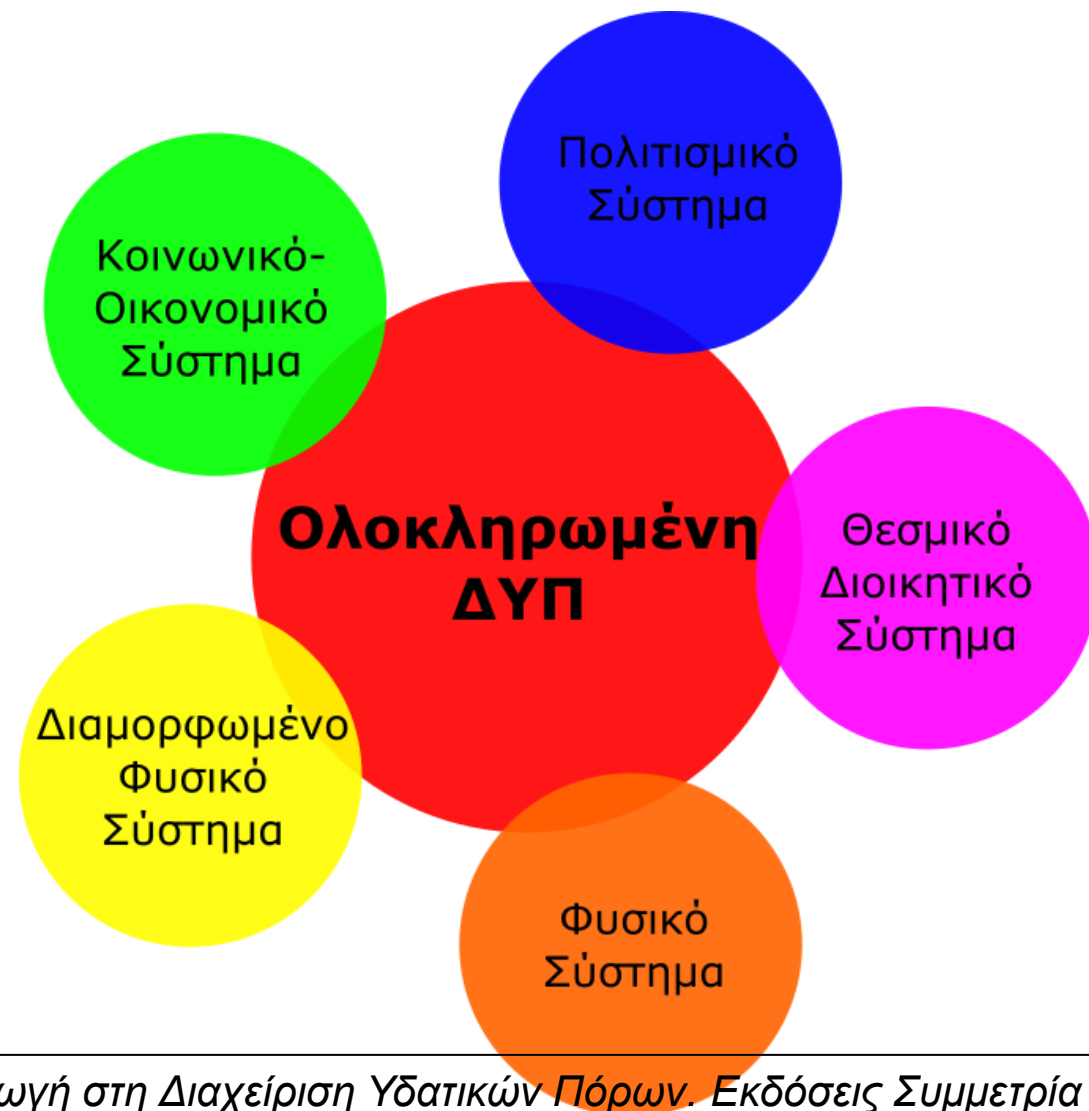 Πολιτισμικό
Σύστημα
Κοινωνικό-
Οικονομικό
Σύστημα
Ολοκληρωμένη
ΔΥΠ
Θεσμικό
Διοικητικό
Σύστημα
Διαμορφωμένο
Φυσικό
Σύστημα
Φυσικό
Σύστημα
στη Διαχείριση Υδατικών Πόρων. Εκδόσεις Συμμετρία